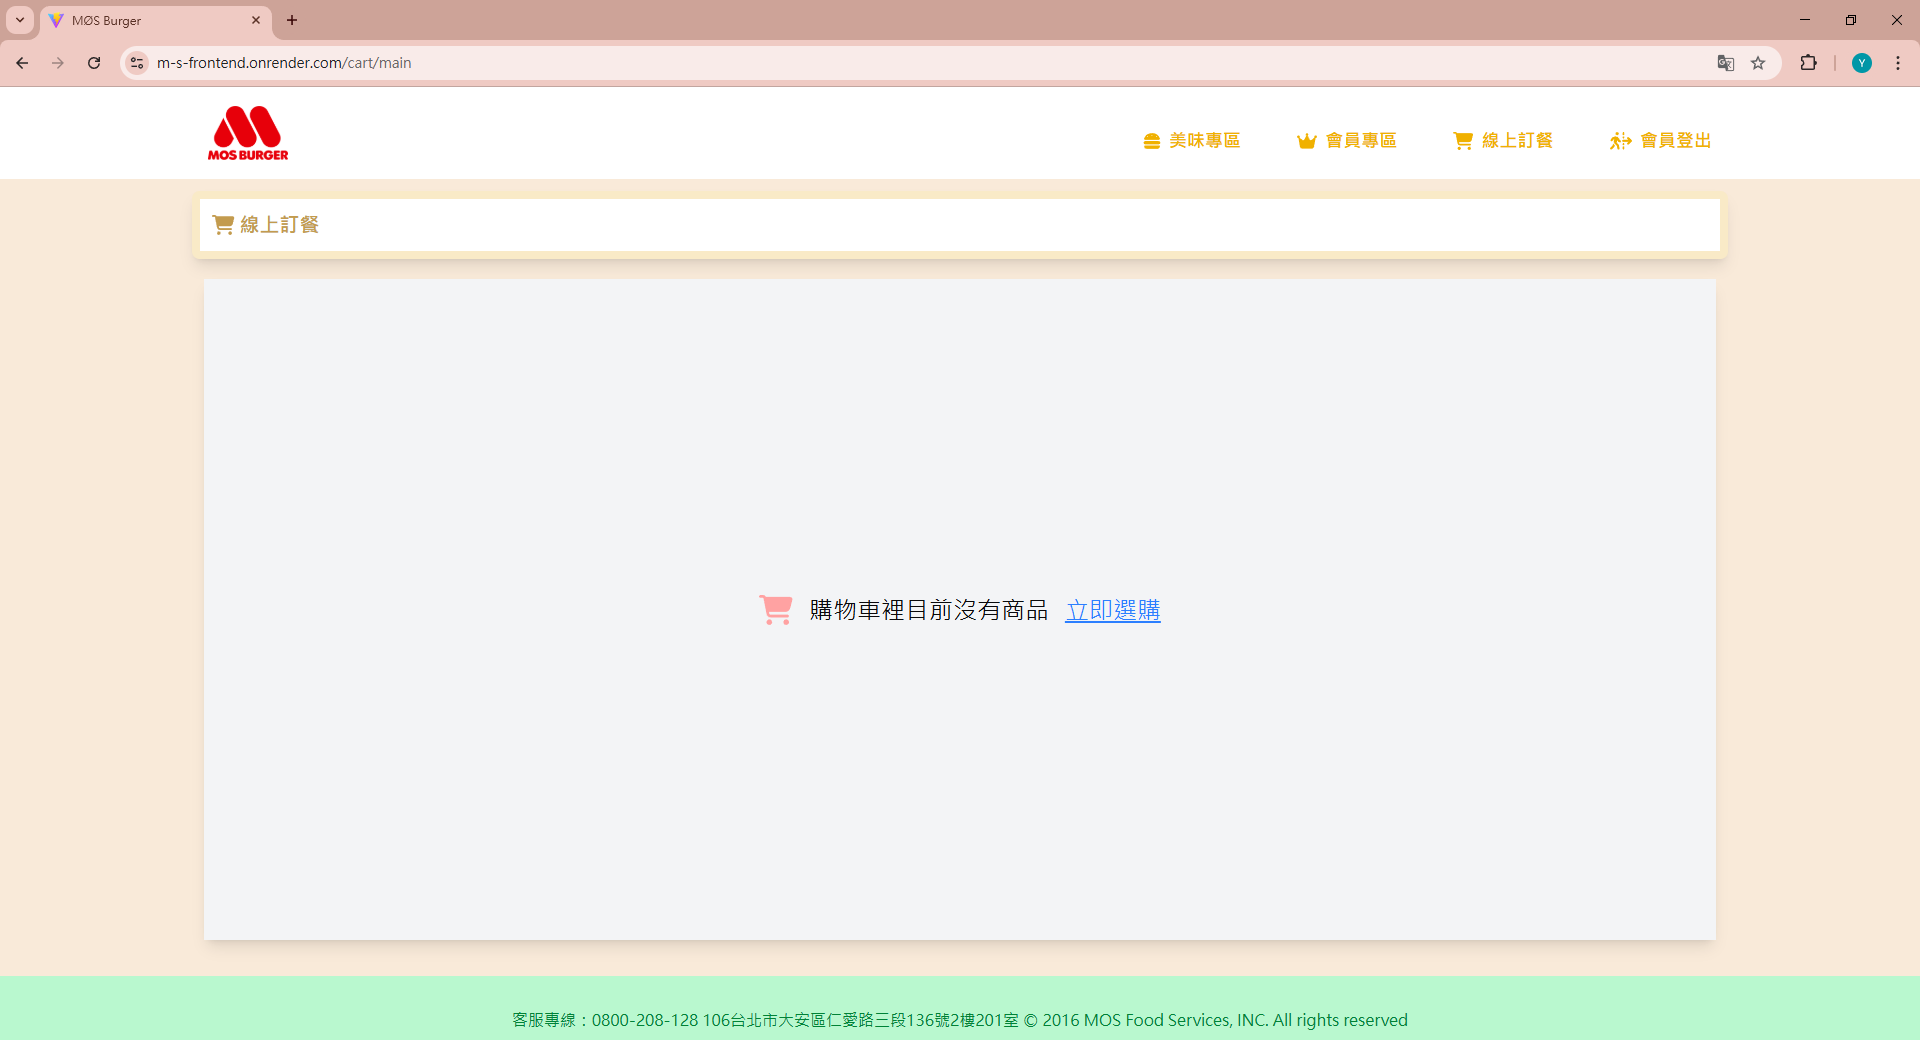 MØS Burger
m-s-frontend.onrender.com/cart/main
Y
MOS BURGER
美味專區 會員專區 線上訂餐 會員登出
線上訂餐
購物車裡目前沒有商品 立即選購
客服專線：0800-208-128 106台北市大安區仁愛路三段136號2樓201室 © 2016 MOS Food Services, INC. All rights reserved